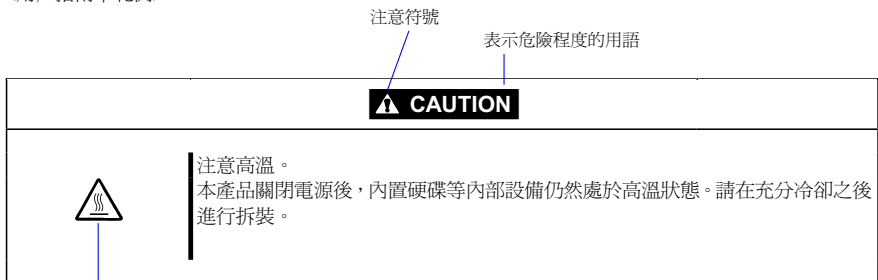 注意符號
表示危險程度的用語
CAUTION
注意高溫。
本產品關閉電源後，內置硬碟等內部設備仍然處於高溫狀態。請在充分冷卻之後
進行拆裝。